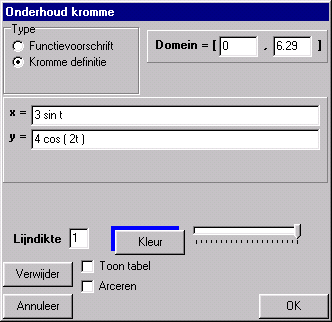 Onderhoud kromme
Type
Functievoorschrift
Kromme definitie
Domein = [ 0 , 6.29 ]
x = 3 sin t
y = 4 cos ( 2t )
Lijndikte 1 Kleur
Verwijder Toon tabel
Arceren
Annuleer OK